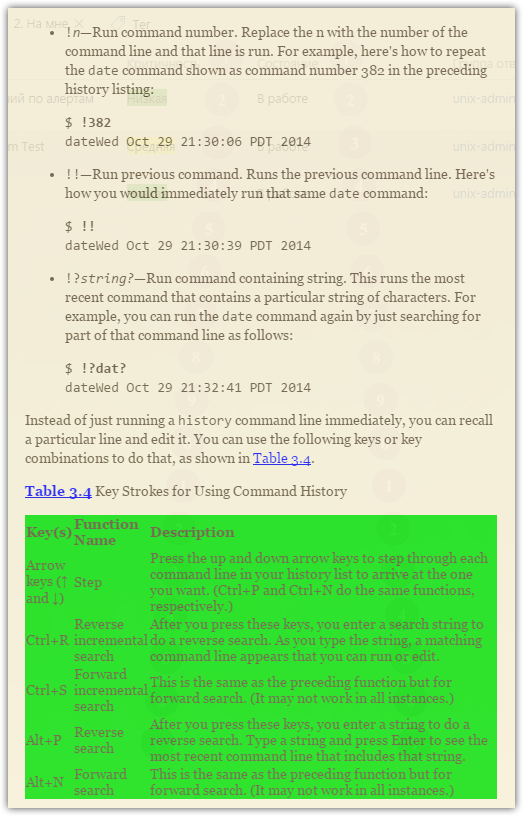 2. На мне
Тег
• !n—Run command number. Replace the n with the number of the
command line and that line is run. For example, here's how to repeat
the date command shown as command number 382 in the preceding
history listing:
$ !382
dateWed Oct 29 21:30:06 PDT 2014
• !!—Run previous command. Runs the previous command line. Here's
how you would immediately run that same date command:
$ !!
dateWed Oct 29 21:30:39 PDT 2014
• !?string?—Run command containing string. This runs the most
recent command that contains a particular string of characters. For
example, you can run the date command again by just searching for
part of that command line as follows:
$ !?dat?
dateWed Oct 29 21:32:41 PDT 2014
Instead of just running a history command line immediately, you can recall
a particular line and edit it. You can use the following keys or key
combinations to do that, as shown in Table 3.4.
Table 3.4 Key Strokes for Using Command History
Key(s) Function Name Description
Arrow keys (↑ and ↓) Step Press the up and down arrow keys to step through each
command line in your history list to arrive at the one
you want. (Ctrl+P and Ctrl+N do the same functions,
respectively.)
Ctrl+R Reverse incremental search After you press these keys, you enter a search string to
do a reverse search. As you type the string, a matching
command line appears that you can run or edit.
Ctrl+S Forward incremental search This is the same as the preceding function but for
forward search. (It may not work in all instances.)
Alt+P Reverse search After you press these keys, you enter a string to do a
reverse search. Type a string and press Enter to see the
most recent command line that includes that string.
Alt+N Forward search This is the same as the preceding function but for
forward search. (It may not work in all instances.)